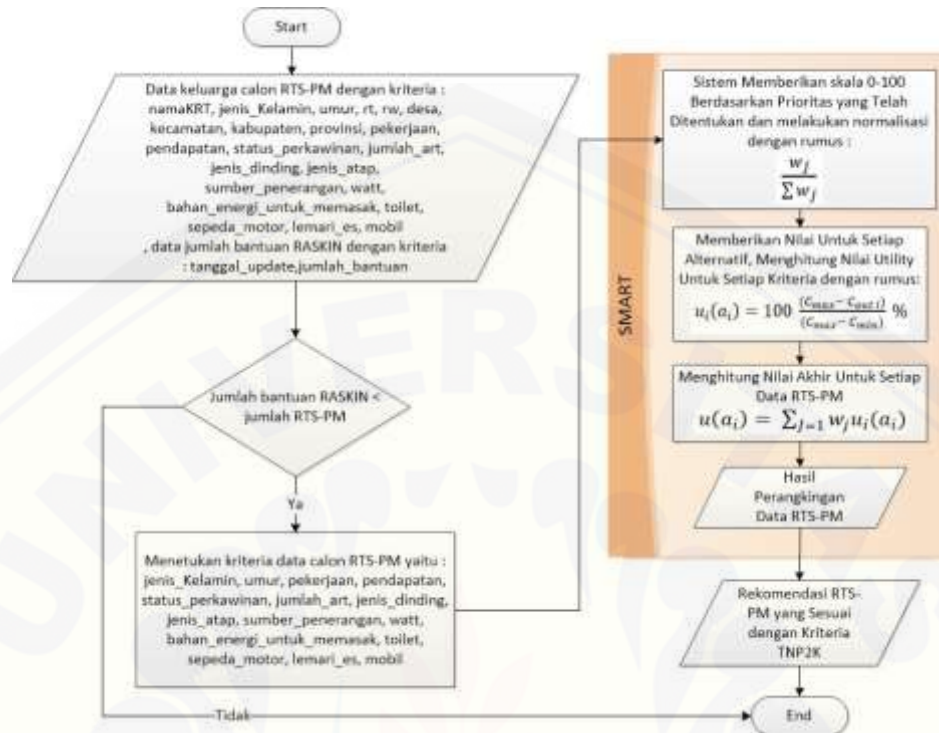 Start
Data keluarga calon RTS-PM dengan kriteria :
namaKRT, jenis_Kelamin, umur, rt, rw, desa,
kecamatan, kabupaten, provinsi, pekerjaan,
pendapatan, status_perkawinan, jumlah_art,
jenis_dinding, jenis_atap,
sumber_penerangan, watt,
bahan_energi_untuk_memasak, toilet,
sepeda_motor, lemari_es, mobil
, data jumlah bantuan RASKIN dengan kriteria
: tanggal_update,jumlah_bantuan
Jumlah bantuan RASKIN <
jumlah RTS-PM
Ya
Menetukan kriteria data calon RTS-PM yaitu :
jenis_Kelamin, umur, pekerjaan, pendapatan,
status_perkawinan, jumlah_art, jenis_dinding,
jenis_atap, sumber_penerangan, watt,
bahan_energi_untuk_memasak, toilet,
sepeda_motor, lemari_es, mobil
Tidak
SMART
Sistem Memberikan skala 0-100
Berdasarkan Prioritas yang Telah
Ditentukan dan melakukan normalisasi
dengan rumus :
w_j / ∑ w_j
Memberikan Nilai Untuk Setiap
Alternatif, Menghitung Nilai Utility
Untuk Setiap Kriteria dengan rumus:
u_i(a_i) = 100 (C_max − C_out i) / (C_max − C_min) %
Menghitung Nilai Akhir Untuk Setiap
Data RTS-PM
u(a_i) = ∑_{j=1} w_j u_i(a_i)
Hasil
Perangkingan
Data RTS-PM
Rekomendasi RTS-
PM yang Sesuai
dengan Kriteria
TNP2K
End
UNIVERS